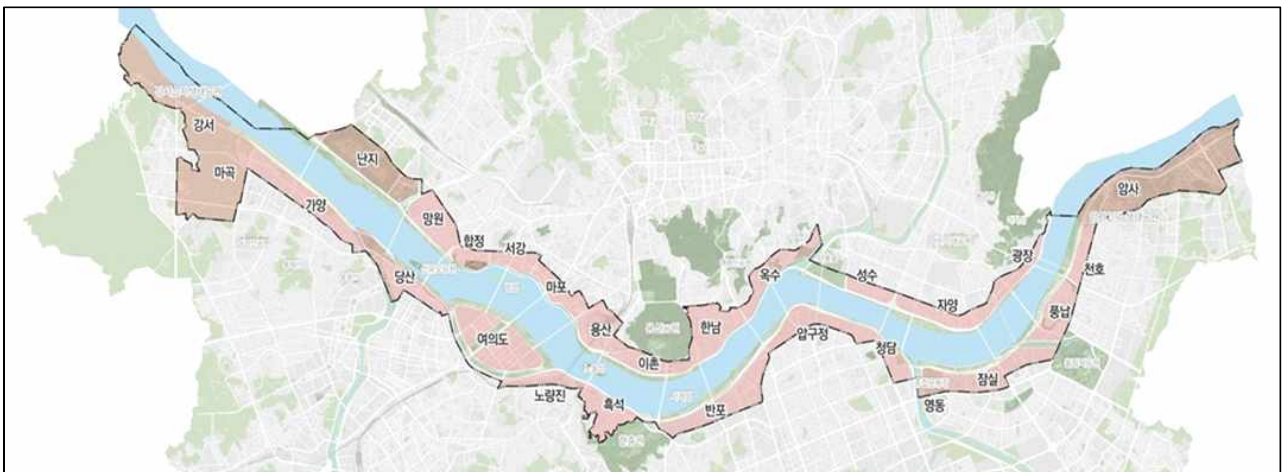 강서
난지
마곡
망원
가양
합정
서강
당산
마포
여의도
용산
이촌
한남
옥수
성수
자양
광장
암사
천호
풍납
압구정
청담
잠실
영동
노량진
흑석
반포